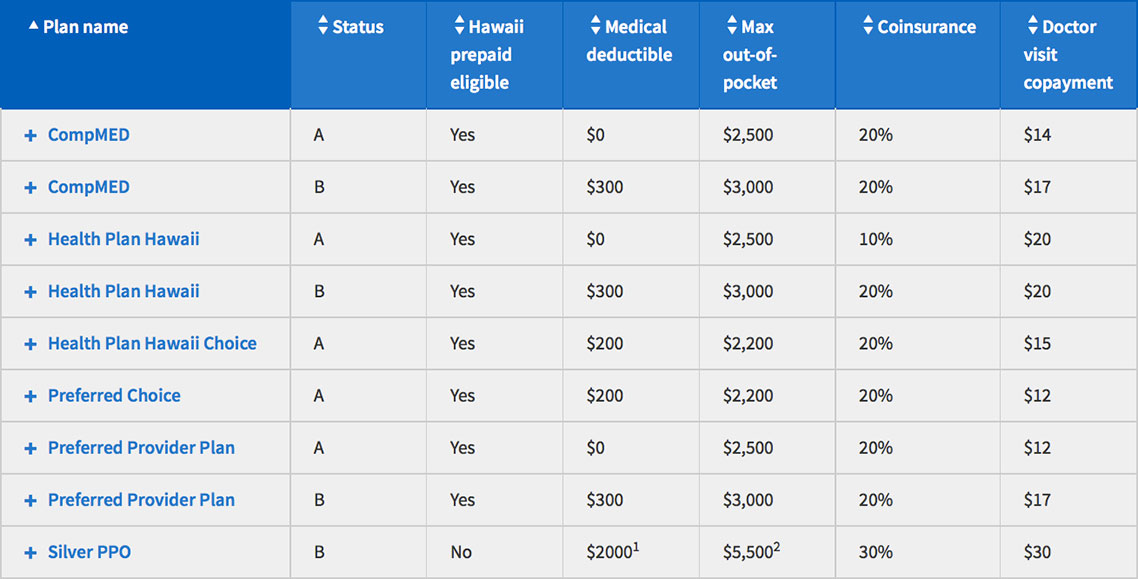 Plan name Status Hawaii prepaid eligible Medical deductible Max out-of-pocket Coinsurance Doctor visit copayment
+ CompMED A Yes $0 $2,500 20% $14
+ CompMED B Yes $300 $3,000 20% $17
+ Health Plan Hawaii A Yes $0 $2,500 10% $20
+ Health Plan Hawaii B Yes $300 $3,000 20% $20
+ Health Plan Hawaii Choice A Yes $200 $2,200 20% $15
+ Preferred Choice A Yes $200 $2,200 20% $12
+ Preferred Provider Plan A Yes $0 $2,500 20% $12
+ Preferred Provider Plan B Yes $300 $3,000 20% $17
+ Silver PPO B No $2000¹ $5,500² 30% $30